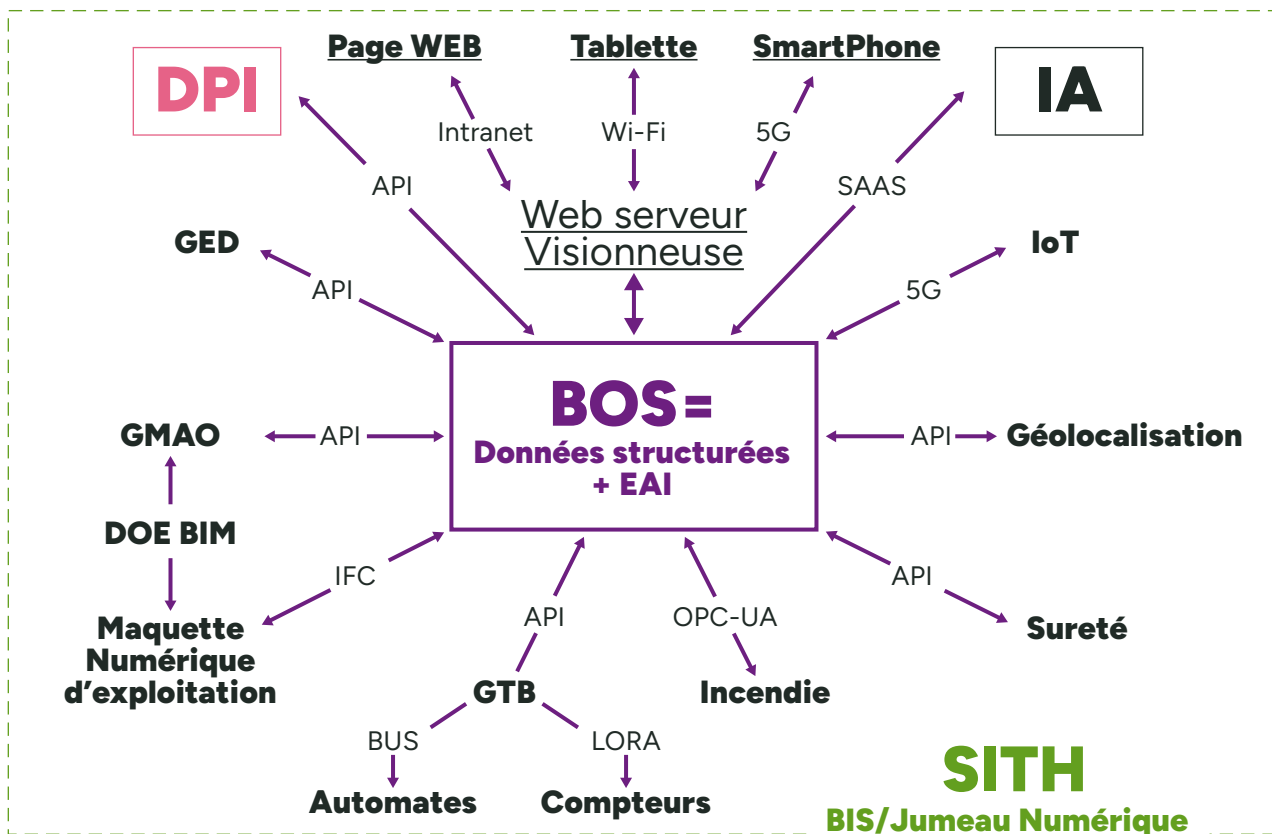 Page WEB
Tablette
SmartPhone
DPI
IA
Intranet
Wi-Fi
5G
API
SAAS
Web serveur
Visionneuse
GED
IoT
API
5G
BOS =
Données structurées
+ EAI
GMAO
API
API
Géolocalisation
DOE BIM
IFC
API
API
OPC-UA
Maquette
Numérique
d'exploitation
Sureté
GTB
Incendie
BUS
LORA
Automates
Compteurs
SITH
BIS/Jumeau Numérique